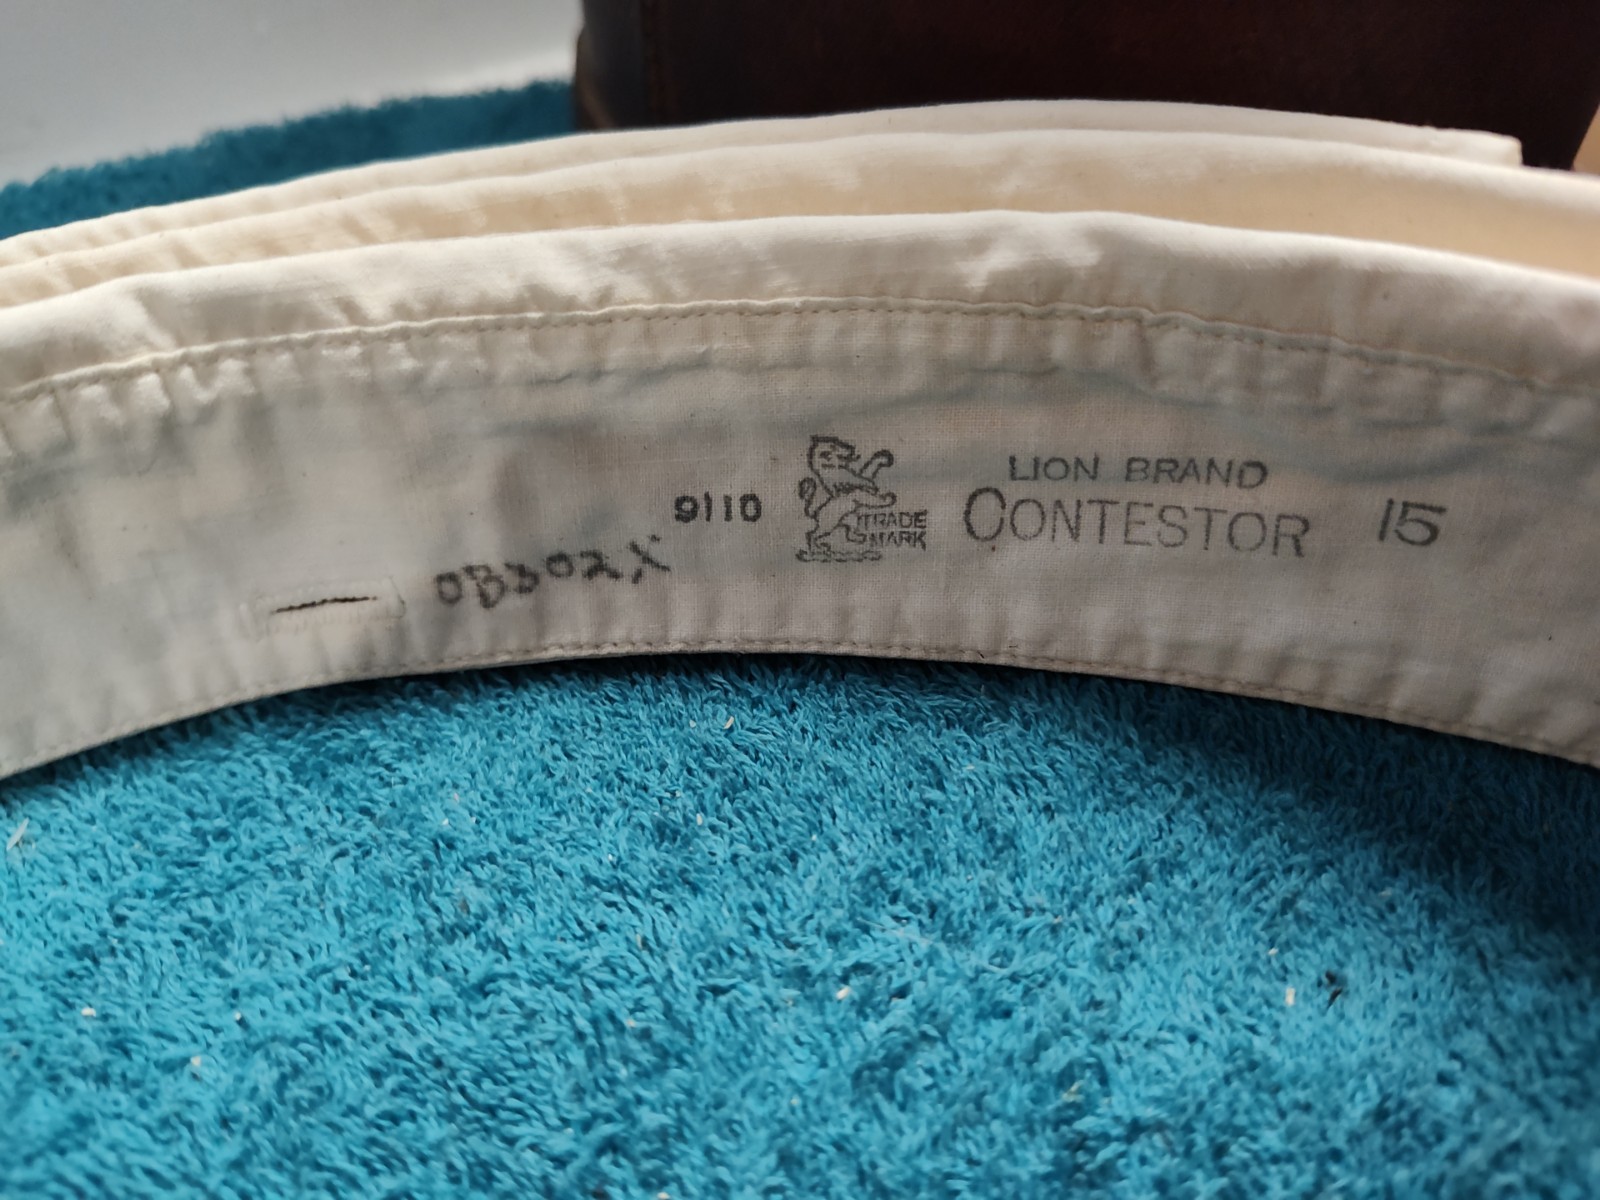 LION BRAND
9110 TRADE MARK CONTESTOR 15
OB302X